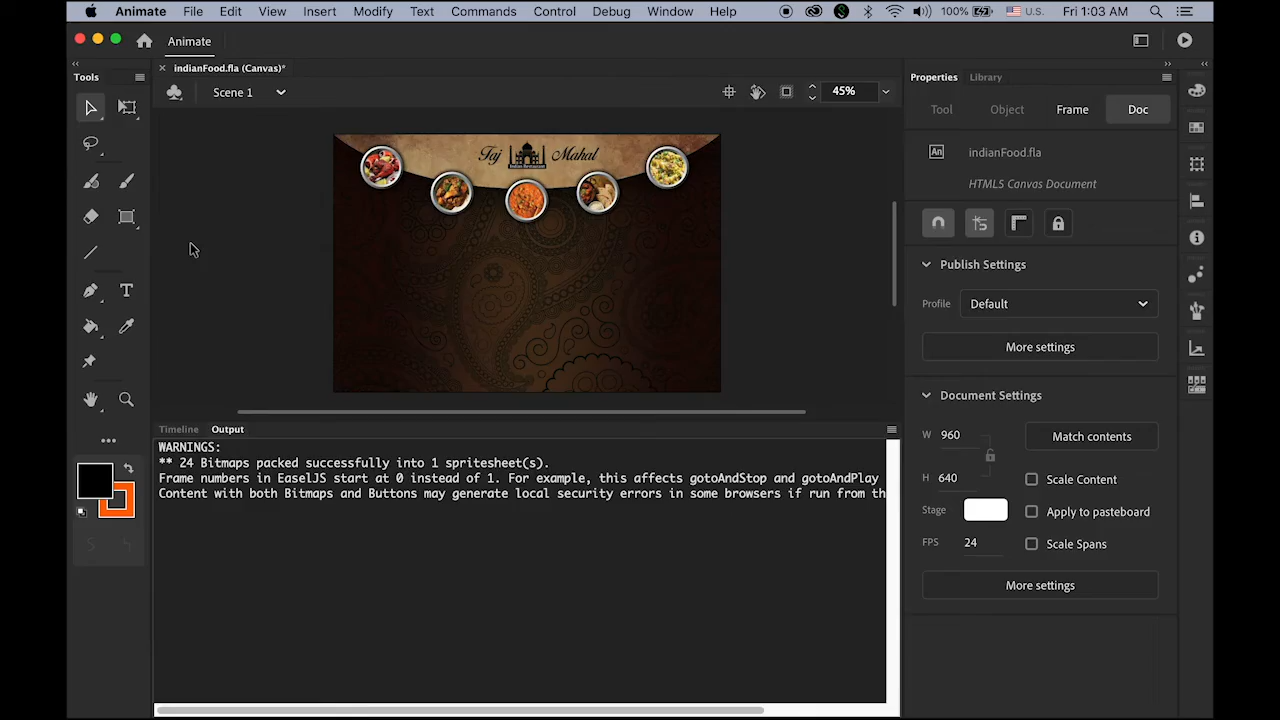 Animate File Edit View Insert Modify Text Commands Control Debug Window Help 100% U.S. Fri 1:03 AM
Animate
Tools
indianFood.fla (Canvas)*
Properties Library
Scene 1
45%
Tool Object Frame Doc
Taj Mahal
Indian Restaurant
An indianFood.fla
HTML5 Canvas Document
Publish Settings
Profile Default
More settings
Document Settings
Timeline Output
W 960 Match contents
WARNINGS:
** 24 Bitmaps packed successfully into 1 spritesheet(s).
Frame numbers in EaselJS start at 0 instead of 1. For example, this affects gotoAndStop and gotoAndPlay
Content with both Bitmaps and Buttons may generate local security errors in some browsers if run from th
H 640 Scale Content
Stage Apply to pasteboard
FPS 24 Scale Spans
More settings
T